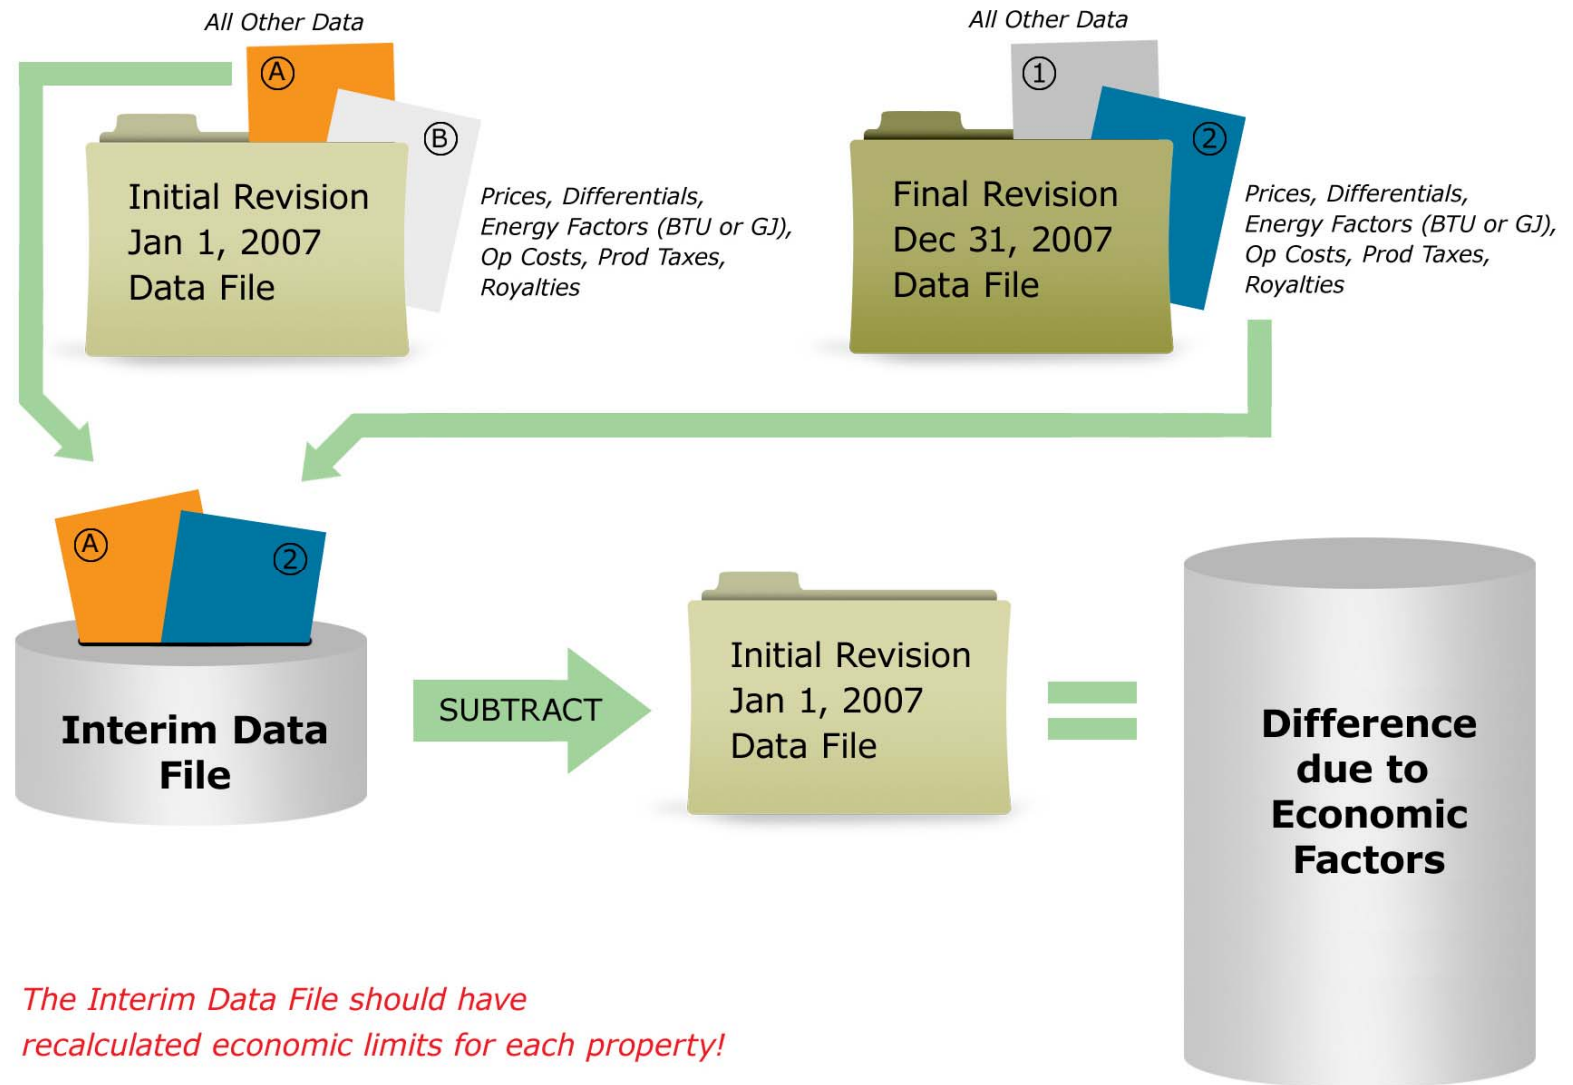 All Other Data
A
B
Initial Revision
Jan 1, 2007
Data File
Prices, Differentials,
Energy Factors (BTU or GJ),
Op Costs, Prod Taxes,
Royalties
All Other Data
1
2
Final Revision
Dec 31, 2007
Data File
Prices, Differentials,
Energy Factors (BTU or GJ),
Op Costs, Prod Taxes,
Royalties
A
2
Interim Data
File
SUBTRACT
Initial Revision
Jan 1, 2007
Data File
=
Difference
due to
Economic
Factors
The Interim Data File should have
recalculated economic limits for each property!